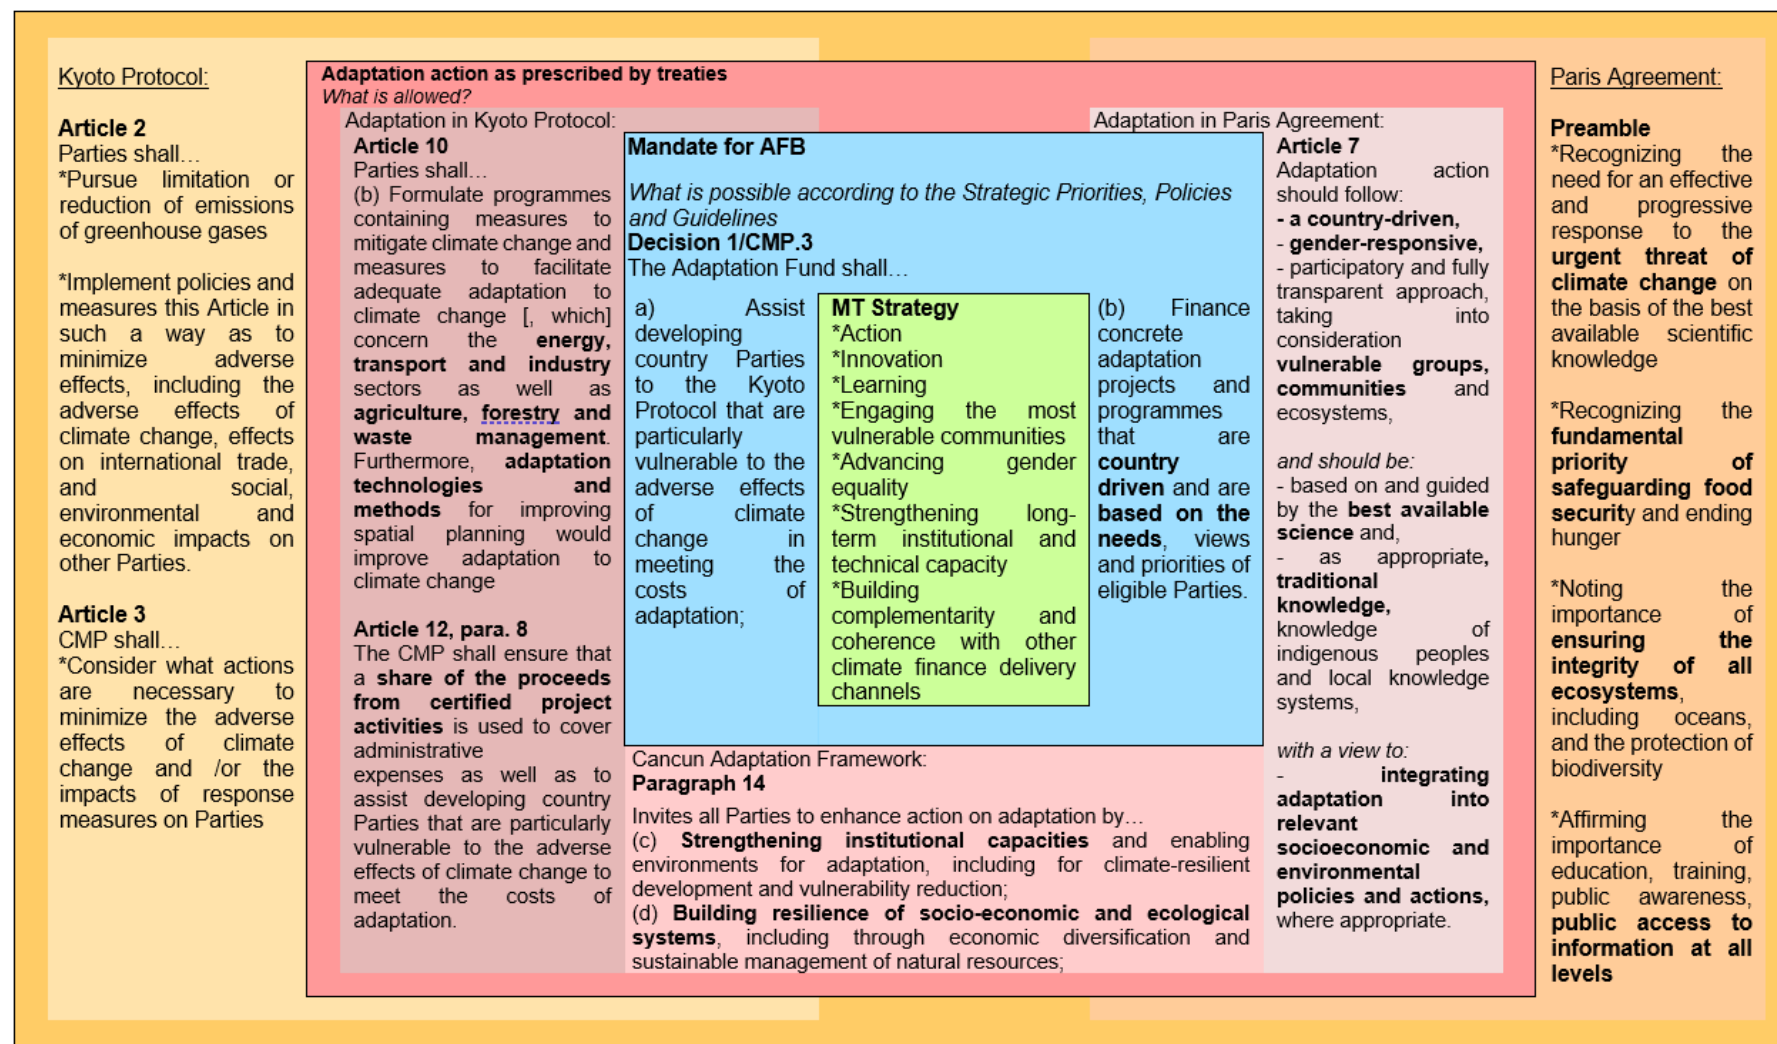 Kyoto Protocol:
Article 2
Parties shall…
*Pursue limitation or
reduction of emissions
of greenhouse gases
*Implement policies and
measures this Article in
such a way as to
minimize adverse
effects, including the
adverse effects of
climate change, effects
on international trade,
and social,
environmental and
economic impacts on
other Parties.
Article 3
CMP shall…
*Consider what actions
are necessary to
minimize the adverse
effects of climate
change and /or the
impacts of response
measures on Parties
Adaptation action as prescribed by treaties
What is allowed?
Adaptation in Kyoto Protocol:
Article 10
Parties shall…
(b) Formulate programmes
containing measures to
mitigate climate change and
measures to facilitate
adequate adaptation to
climate change [, which]
concern the energy,
transport and industry
sectors as well as
agriculture, forestry and
waste management.
Furthermore, adaptation
technologies and
methods for improving
spatial planning would
improve adaptation to
climate change
Article 12, para. 8
The CMP shall ensure that
a share of the proceeds
from certified project
activities is used to cover
administrative
expenses as well as to
assist developing country
Parties that are particularly
vulnerable to the adverse
effects of climate change to
meet the costs of
adaptation.
Mandate for AFB
What is possible according to the Strategic Priorities, Policies
and Guidelines
Decision 1/CMP.3
The Adaptation Fund shall…
a) Assist
developing
country Parties
to the Kyoto
Protocol that are
particularly
vulnerable to the
adverse effects
of climate
change in
meeting the
costs of
adaptation;
MT Strategy
*Action
*Innovation
*Learning
*Engaging the most
vulnerable communities
*Advancing gender
equality
*Strengthening long-
term institutional and
technical capacity
*Building
complementarity and
coherence with other
climate finance delivery
channels
(b) Finance
concrete
adaptation
projects and
programmes
that are
country
driven and are
based on the
needs, views
and priorities of
eligible Parties.
Cancun Adaptation Framework:
Paragraph 14
Invites all Parties to enhance action on adaptation by…
(c) Strengthening institutional capacities and enabling
environments for adaptation, including for climate-resilient
development and vulnerability reduction;
(d) Building resilience of socio-economic and ecological
systems, including through economic diversification and
sustainable management of natural resources;
Adaptation in Paris Agreement:
Article 7
Adaptation action
should follow:
- a country-driven,
- gender-responsive,
- participatory and fully
transparent approach,
taking into
consideration
vulnerable groups,
communities and
ecosystems,
and should be:
- based on and guided
by the best available
science and,
- as appropriate,
traditional
knowledge,
knowledge of
indigenous peoples
and local knowledge
systems,
with a view to:
- integrating
adaptation into
relevant
socioeconomic and
environmental
policies and actions,
where appropriate.
Paris Agreement:
Preamble
*Recognizing the
need for an effective
and progressive
response to the
urgent threat of
climate change on
the basis of the best
available scientific
knowledge
*Recognizing the
fundamental
priority of
safeguarding food
security and ending
hunger
*Noting the
importance of
ensuring the
integrity of all
ecosystems,
including oceans,
and the protection of
biodiversity
*Affirming the
importance of
education, training,
public awareness,
public access to
information at all
levels